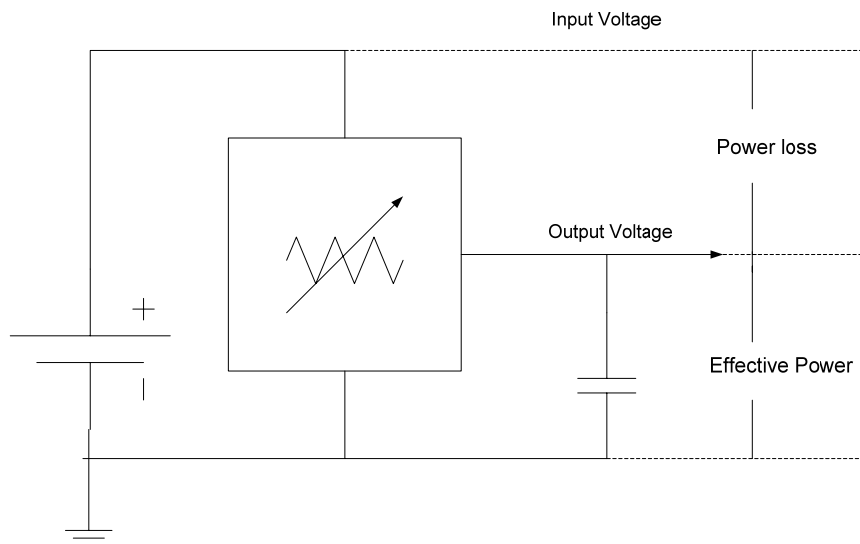 Input Voltage
Power loss
Output Voltage
Effective Power